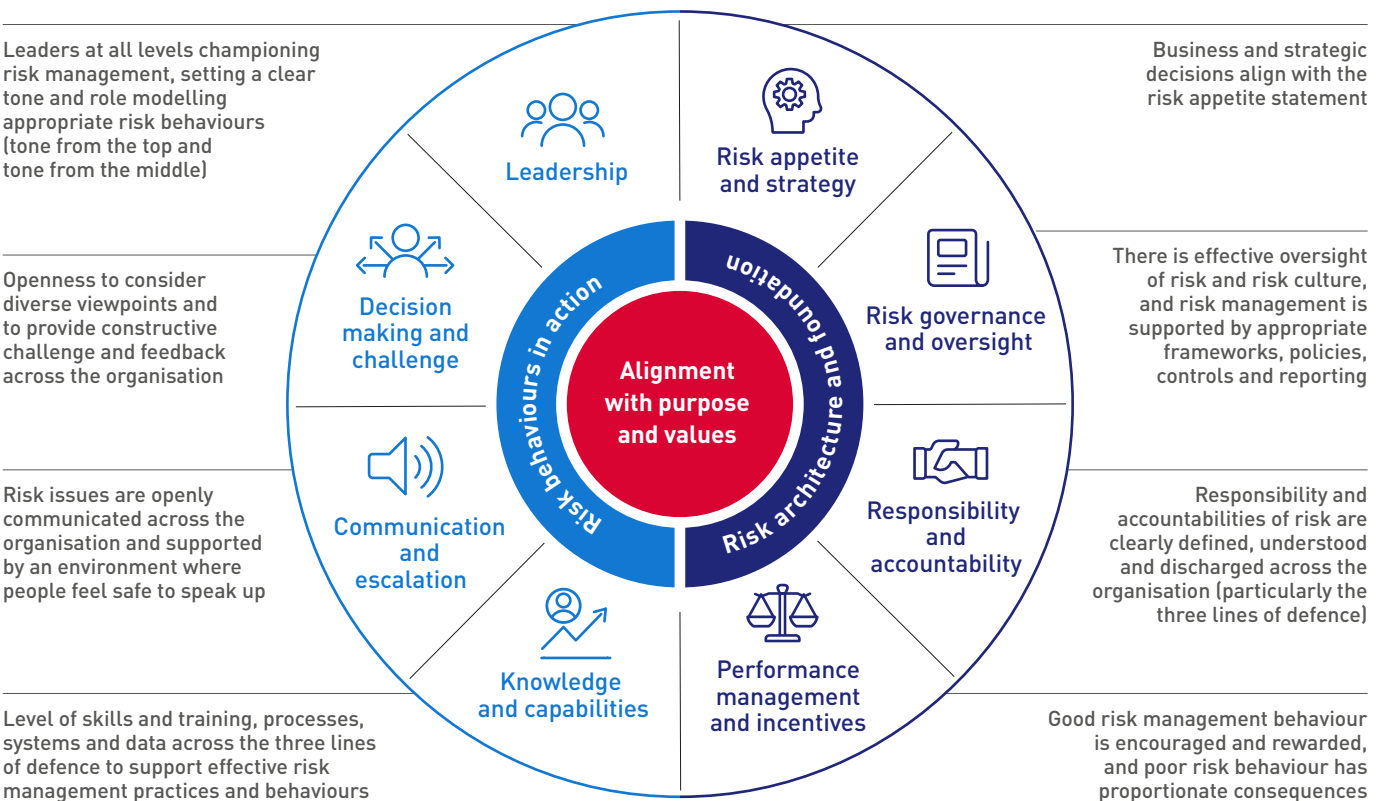 Leaders at all levels championing
risk management, setting a clear
tone and role modelling
appropriate risk behaviours
(tone from the top and
tone from the middle)
Openness to consider
diverse viewpoints and
to provide constructive
challenge and feedback
across the organisation
Risk issues are openly
communicated across the
organisation and supported
by an environment where
people feel safe to speak up
Level of skills and training, processes,
systems and data across the three lines
of defence to support effective risk
management practices and behaviours
Leadership
Decision
making and
challenge
Communication
and
escalation
Knowledge
and capabilities
Risk behaviours in action
Alignment
with purpose
and values
Risk architecture and foundation
Risk appetite
and strategy
Risk governance
and oversight
Responsibility
and
accountability
Performance
management
and incentives
Business and strategic
decisions align with the
risk appetite statement
There is effective oversight
of risk and risk culture,
and risk management is
supported by appropriate
frameworks, policies,
controls and reporting
Responsibility and
accountabilities of risk are
clearly defined, understood
and discharged across the
organisation (particularly the
three lines of defence)
Good risk management behaviour
is encouraged and rewarded,
and poor risk behaviour has
proportionate consequences